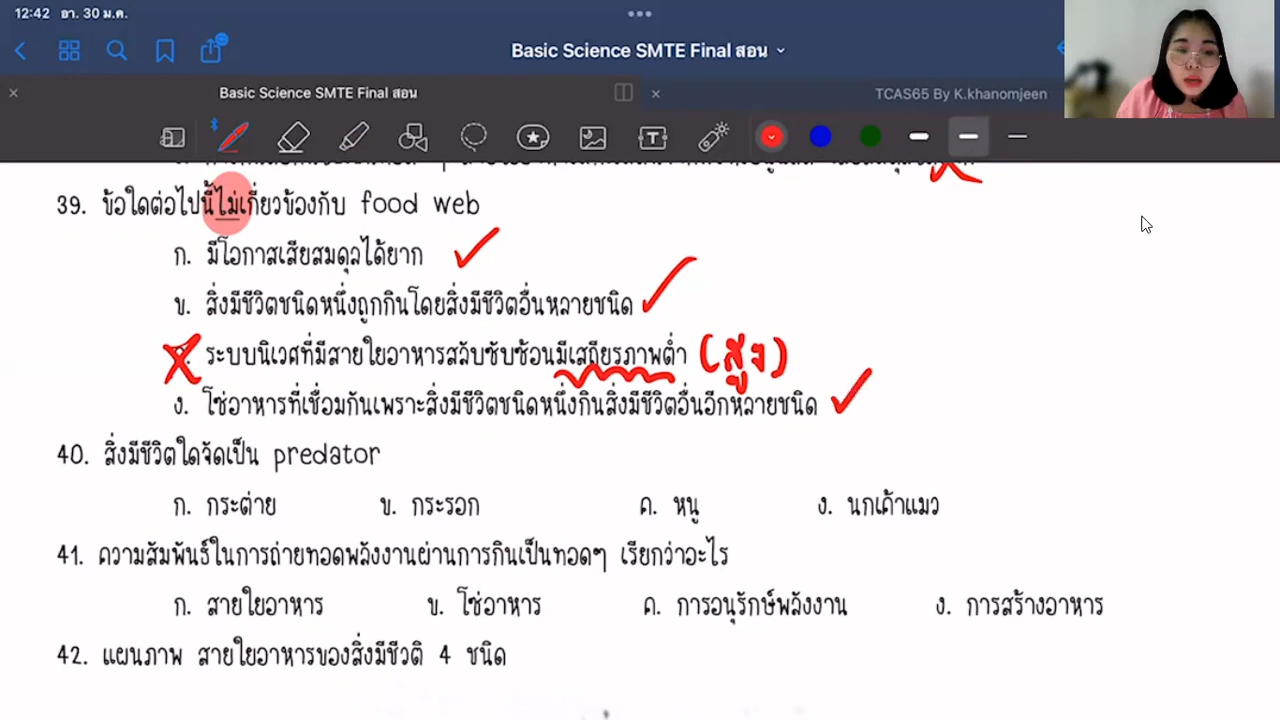 12:42 อา. 30 ม.ค.
Basic Science SMTE Final สอน
Basic Science SMTE Final สอน
TCAS65 By K.khanomjeen
39. ข้อใดต่อไปนี้ไม่เกี่ยวข้องกับ food web
ก. มีโอกาสเสียสมดุลได้ยาก
ข. สิ่งมีชีวิตชนิดหนึ่งถูกกินโดยสิ่งมีชีวิตอื่นหลายชนิด
ระบบนิเวศที่มีสายใยอาหารสลับซับซ้อนมีเสถียรภาพต่ำ (สูง)
ง. โซ่อาหารที่เชื่อมกันเพราะสิ่งมีชีวิตชนิดหนึ่งกินสิ่งมีชีวิตอื่นอีกหลายชนิด
40. สิ่งมีชีวิตใดจัดเป็น predator
ก. กระต่าย ข. กระรอก ค. หนู ง. นกเค้าแมว
41. ความสัมพันธ์ในการถ่ายทอดพลังงานผ่านการกินเป็นทอดๆ เรียกว่าอะไร
ก. สายใยอาหาร ข. โซ่อาหาร ค. การอนุรักษ์พลังงาน ง. การสร้างอาหาร
42. แผนภาพ สายใยอาหารของสิ่งมีชีวติ 4 ชนิด